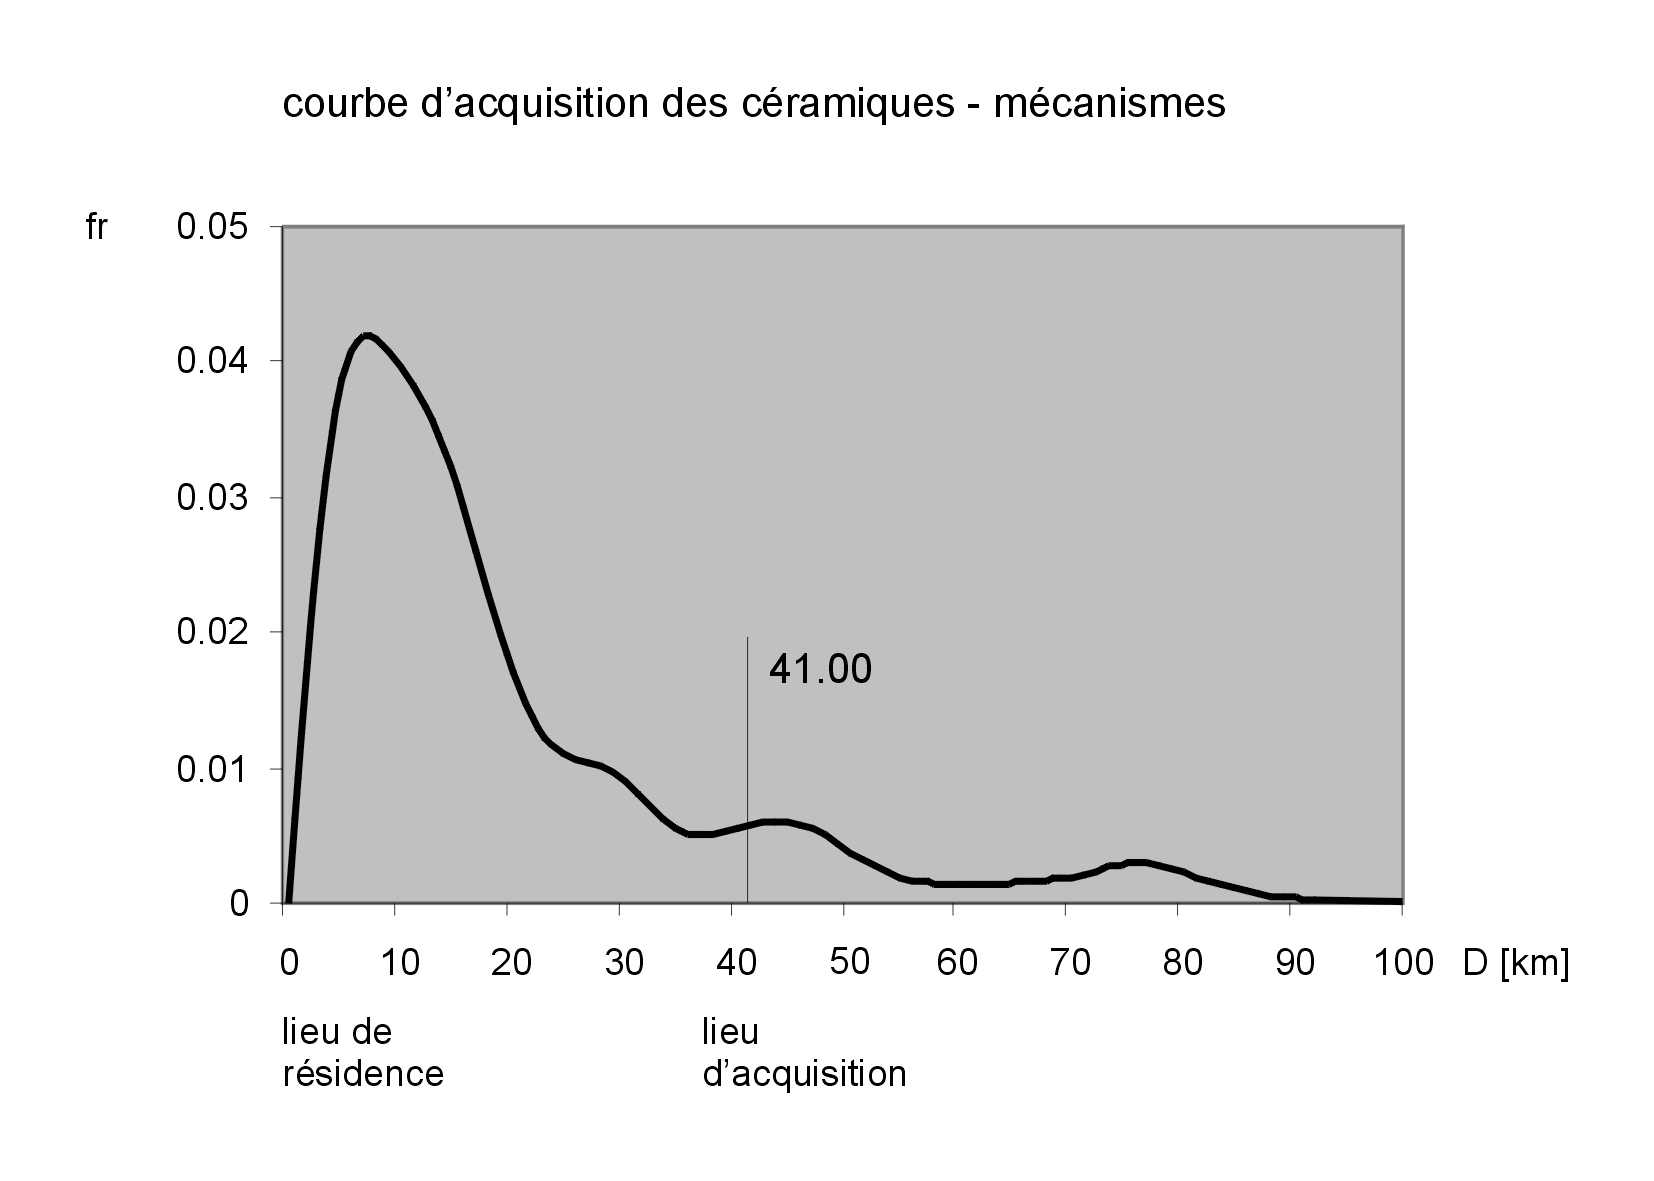 courbe d’acquisition des céramiques - mécanismes
fr
0.05
0.04
0.03
0.02
41.00
0.01
0
0 10 20 30 40 50 60 70 80 90 100 D [km]
lieu de
résidence
lieu
d’acquisition